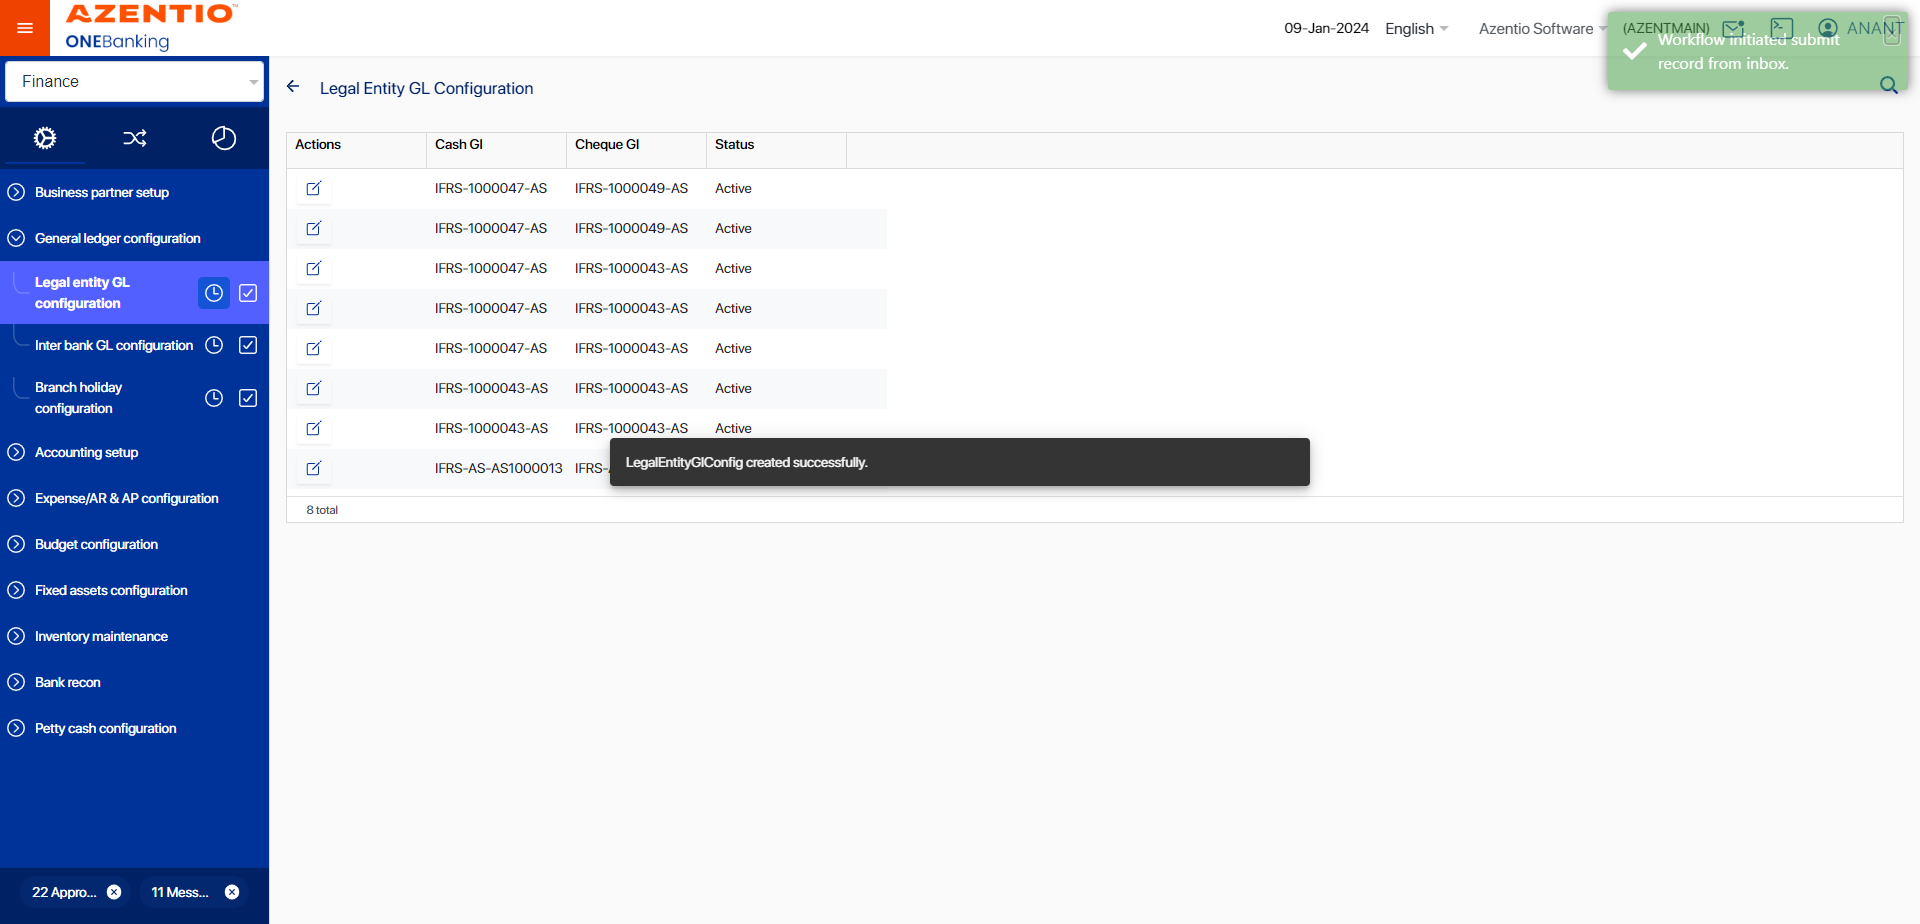 AZENTIO™
ONEBanking
09-Jan-2024
English
Azentio Software
(AZENTMAIN)
ANANT
Workflow initiated submit
record from inbox.
Finance
Legal Entity GL Configuration
Actions
Cash Gl
Cheque Gl
Status
IFRS-1000047-AS
IFRS-1000049-AS
Active
IFRS-1000047-AS
IFRS-1000049-AS
Active
IFRS-1000047-AS
IFRS-1000043-AS
Active
IFRS-1000047-AS
IFRS-1000043-AS
Active
IFRS-1000047-AS
IFRS-1000043-AS
Active
IFRS-1000043-AS
IFRS-1000043-AS
Active
IFRS-1000043-AS
IFRS-1000043-AS
Active
IFRS-AS-AS1000013
IFRS-
LegalEntityGlConfig created successfully.
8 total
Business partner setup
General ledger configuration
Legal entity GL
configuration
Inter bank GL configuration
Branch holiday
configuration
Accounting setup
Expense/AR & AP configuration
Budget configuration
Fixed assets configuration
Inventory maintenance
Bank recon
Petty cash configuration
22 Appro...
11 Mess...